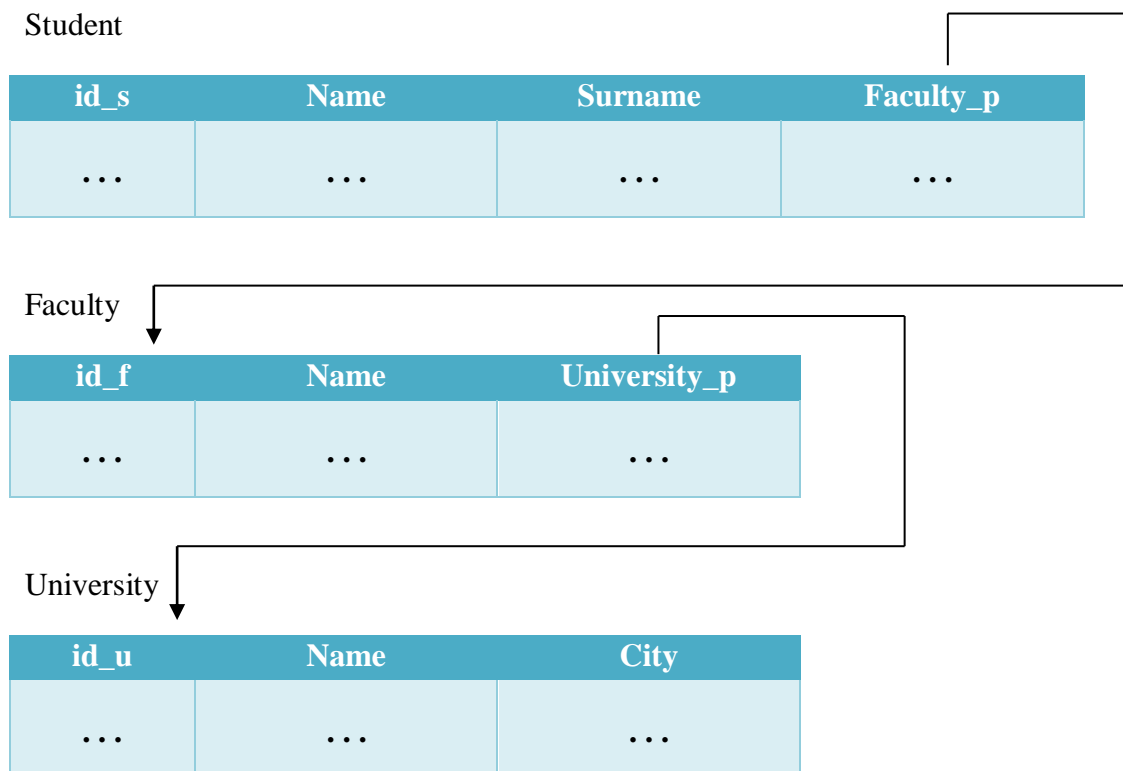 Student
id_s Name Surname Faculty_p
... ... ... ...
Faculty
id_f Name University_p
... ... ...
University
id_u Name City
... ... ...